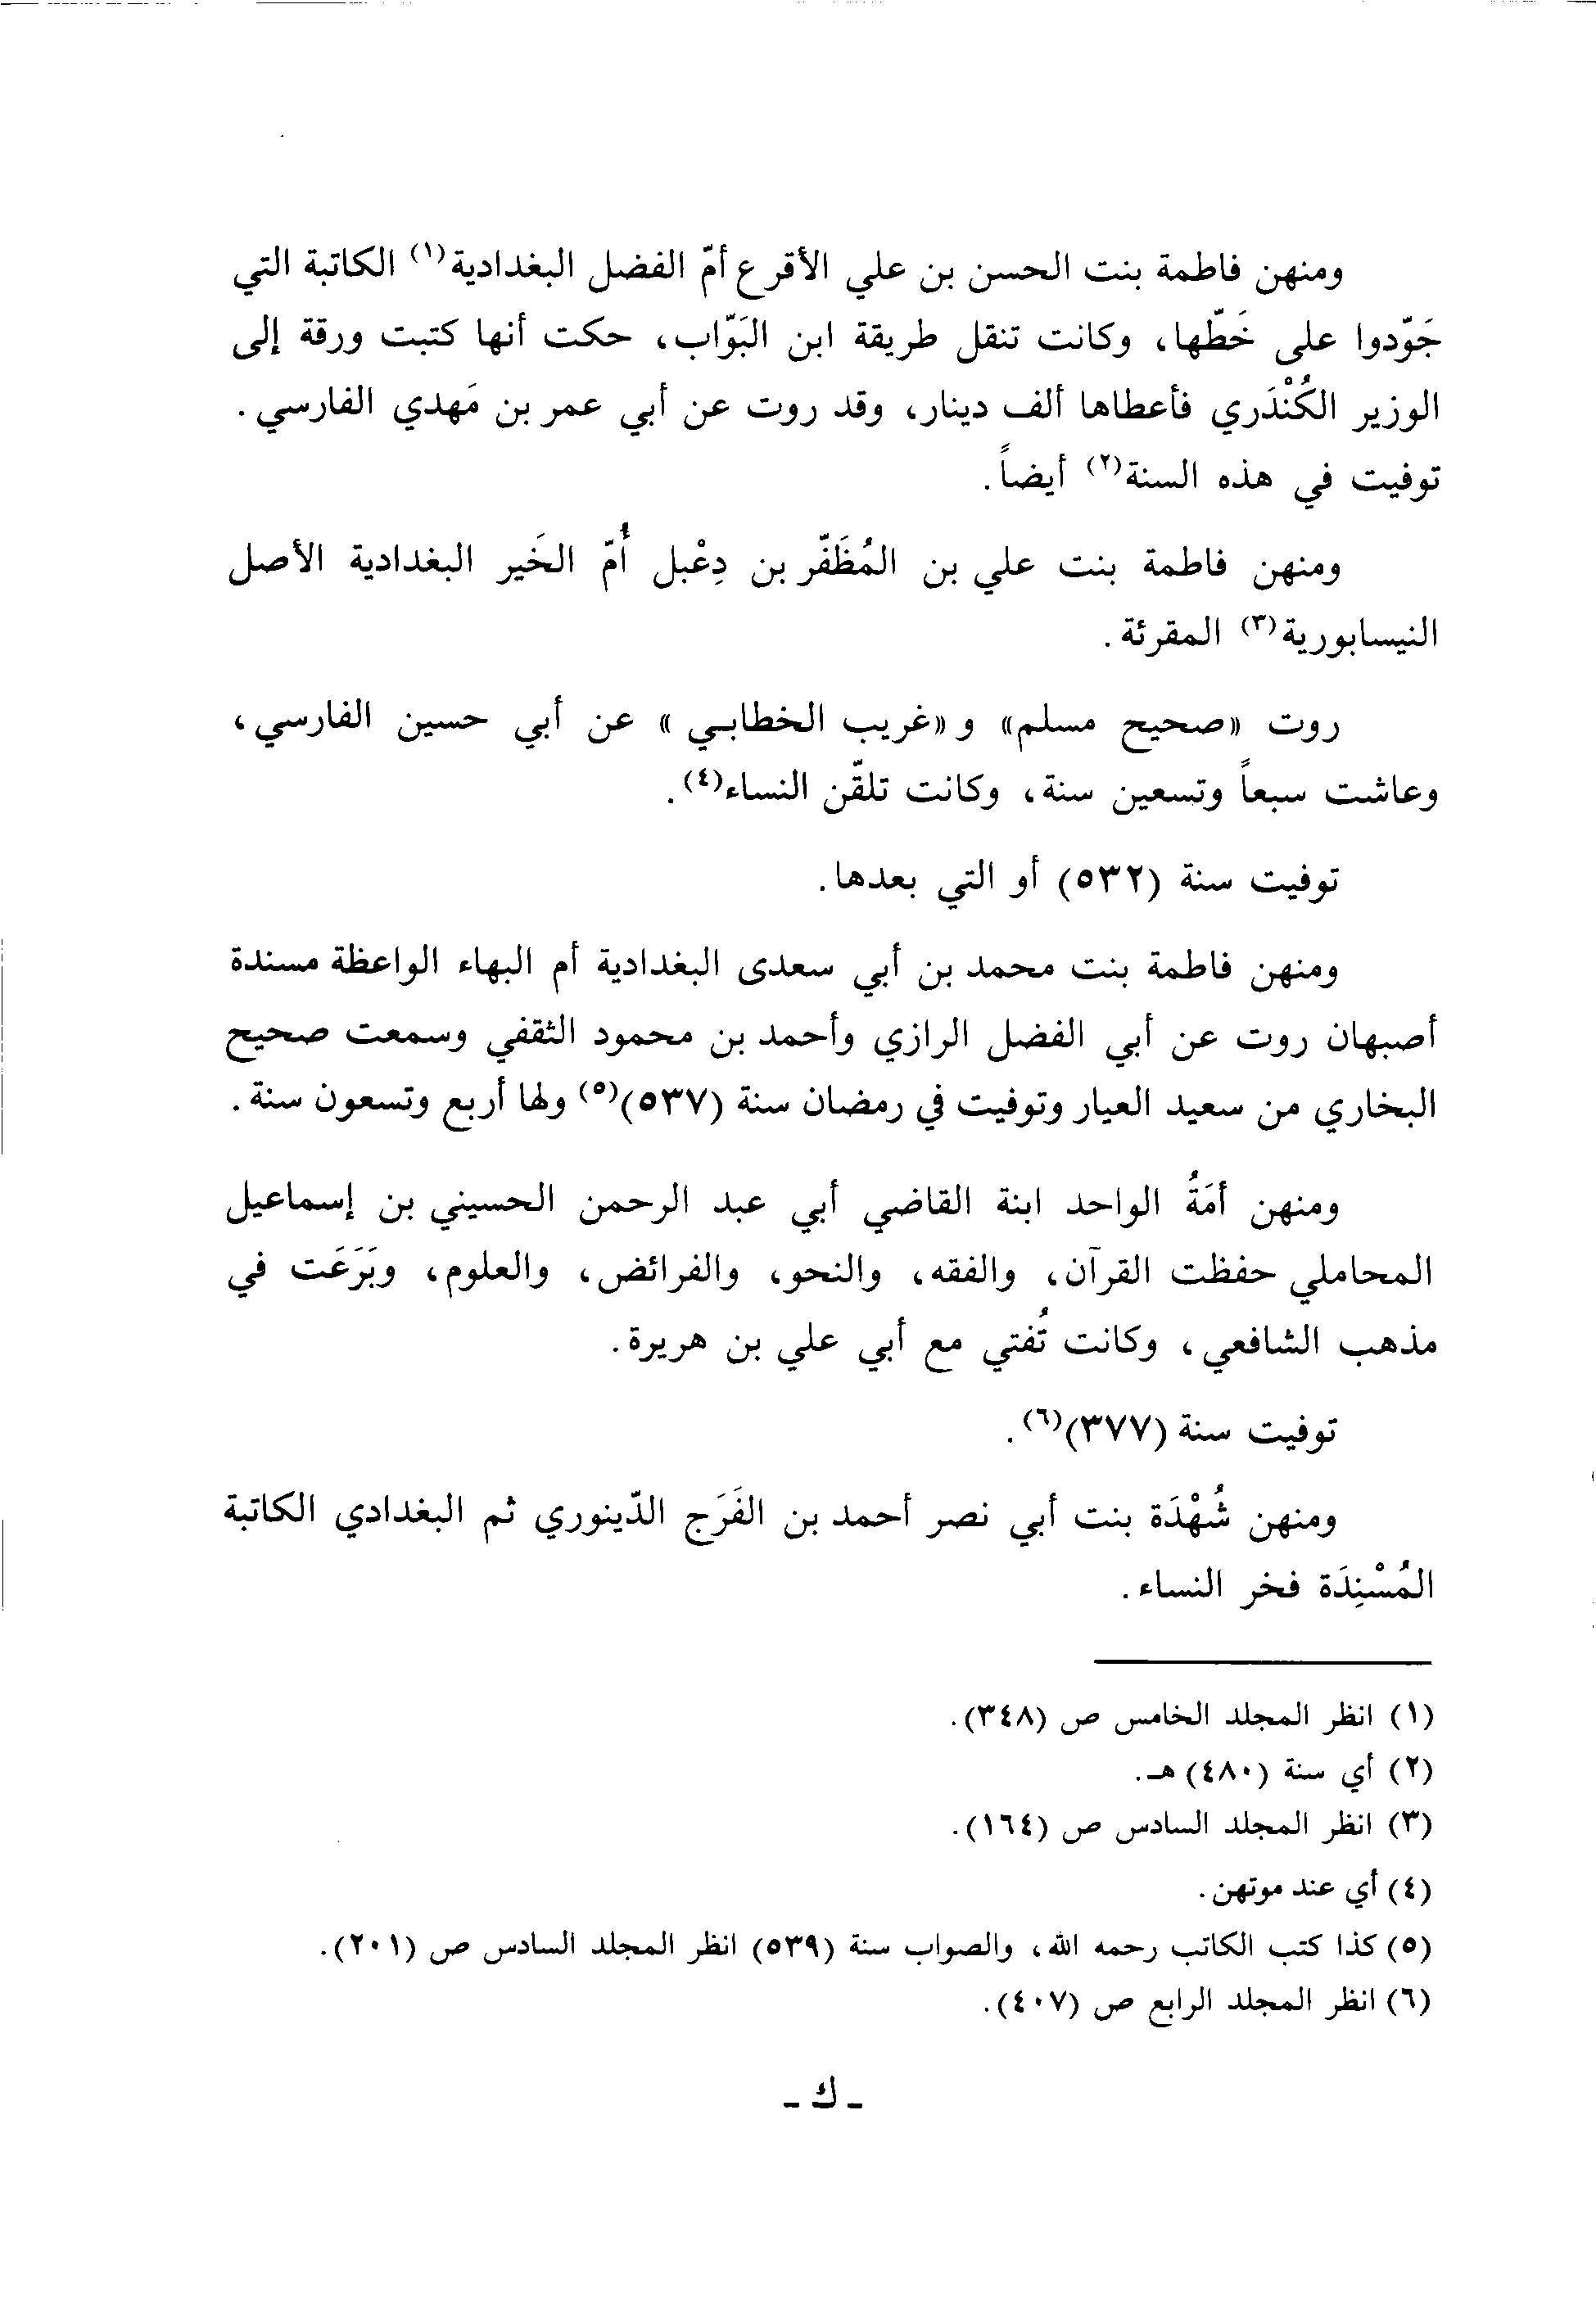 ومنهن فاطمة بنت الحسن بن علي الأقرع أمّ الفضل البغدادية(١) الكاتبة التي
جَوّدوا على خَطّها، وكانت تنقل طريقة ابن البَوّاب، حكت أنها كتبت ورقة إلى
الوزير الكُنْدَري فأعطاها ألف دينار، وقد روت عن أبي عمر بن مَهدي الفارسي.
توفيت في هذه السنة(٢) أيضاً.
ومنهن فاطمة بنت علي بن المُظَفّر بن دِعْبل أُمّ الخَير البغدادية الأصل
النيسابورية(٣) المقرئة.
روت «صحيح مسلم» و «غريب الخطابي» عن أبي حسين الفارسي،
وعاشت سبعاً وتسعين سنة، وكانت تلقّن النساء(٤).
توفيت سنة (٥٣٢) أو التي بعدها.
ومنهن فاطمة بنت محمد بن أبي سعدى البغدادية أم البهاء الواعظة مسندة
أصبهان روت عن أبي الفضل الرازي وأحمد بن محمود الثقفي وسمعت صحيح
البخاري من سعيد العيار وتوفيت في رمضان سنة (٥٣٧)(٥) ولها أربع وتسعون سنة.
ومنهن أمَةُ الواحد ابنة القاضي أبي عبد الرحمن الحسيني بن إسماعيل
المحاملي حفظت القرآن، والفقه، والنحو، والفرائض، والعلوم، وبَرَعَت في
مذهب الشافعي، وكانت تُفتي مع أبي علي بن هريرة.
توفيت سنة (٣٧٧)(٦).
ومنهن شُهْدَة بنت أبي نصر أحمد بن الفَرَج الدّينوري ثم البغدادي الكاتبة
المُسْنِدَة فخر النساء.
(١) انظر المجلد الخامس ص (٣٤٨).
(٢) أي سنة (٤٨٠) هـ.
(٣) انظر المجلد السادس ص (١٦٤).
(٤) أي عند موتهن.
(٥) كذا كتب الكاتب رحمه الله، والصواب سنة (٥٣٩) انظر المجلد السادس ص (٢٠١).
(٦) انظر المجلد الرابع ص (٤٠٧).
- ك -